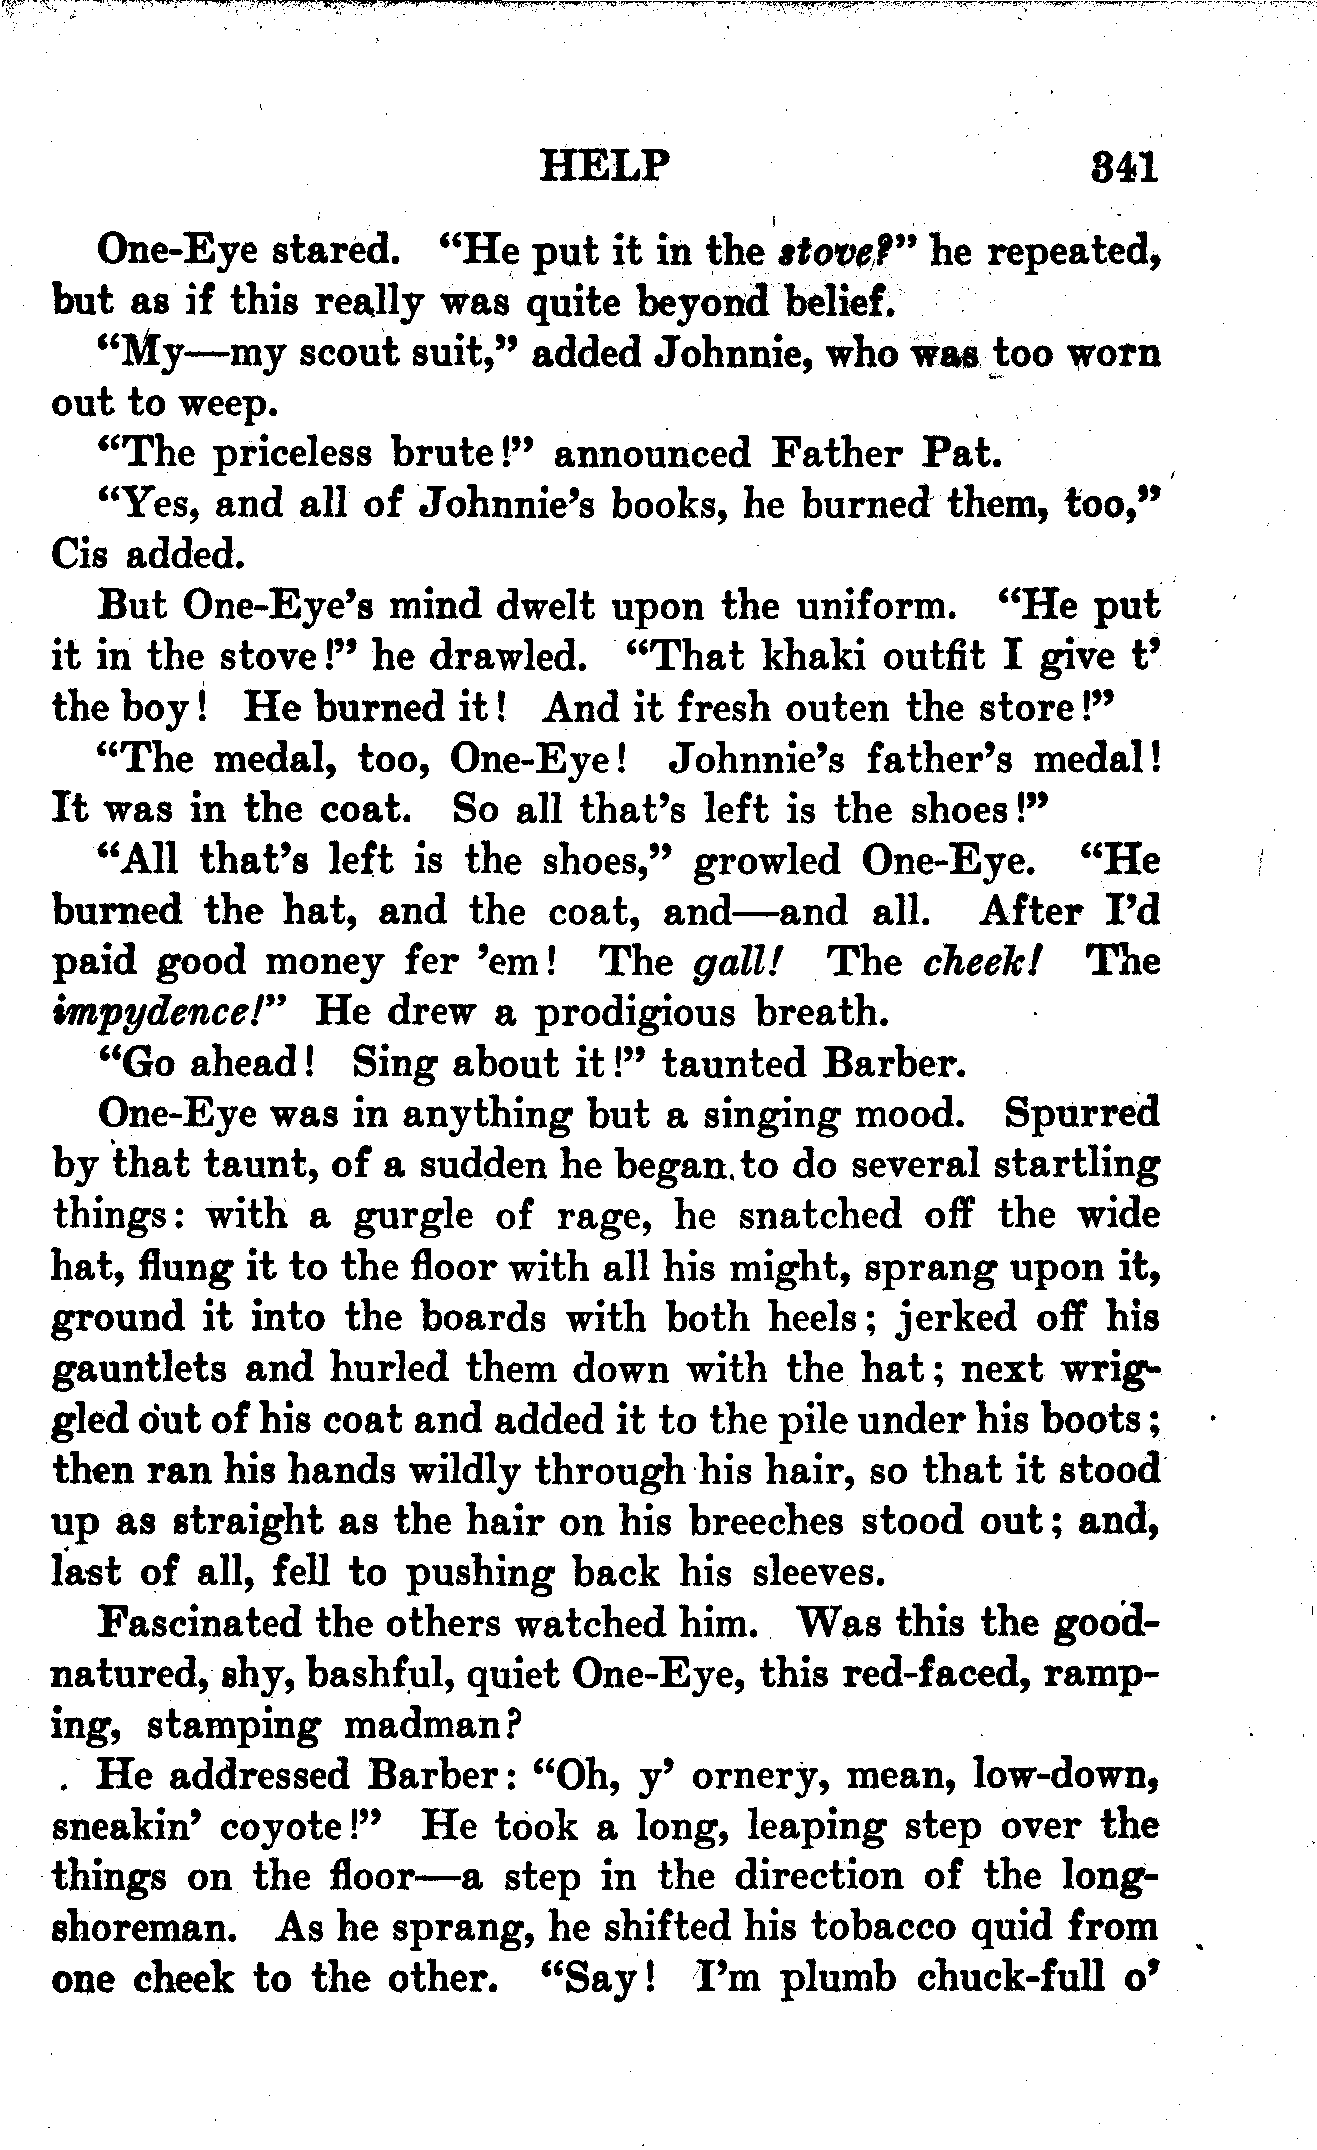 HELP 341
One-Eye stared. “He put it in the stove?” he repeated,
but as if this really was quite beyond belief.
“My—my scout suit,” added Johnnie, who was too worn
out to weep.
“The priceless brute!” announced Father Pat.
“Yes, and all of Johnnie’s books, he burned them, too,”
Cis added.
But One-Eye’s mind dwelt upon the uniform. “He put
it in the stove!” he drawled. “That khaki outfit I give t’
the boy! He burned it! And it fresh outen the store!”
“The medal, too, One-Eye! Johnnie’s father’s medal!
It was in the coat. So all that’s left is the shoes!”
“All that’s left is the shoes,” growled One-Eye. “He
burned the hat, and the coat, and—and all. After I’d
paid good money fer ’em! The gall! The cheek! The
impydence!” He drew a prodigious breath.
“Go ahead! Sing about it!” taunted Barber.
One-Eye was in anything but a singing mood. Spurred
by that taunt, of a sudden he began to do several startling
things: with a gurgle of rage, he snatched off the wide
hat, flung it to the floor with all his might, sprang upon it,
ground it into the boards with both heels; jerked off his
gauntlets and hurled them down with the hat; next wrig-
gled out of his coat and added it to the pile under his boots;
then ran his hands wildly through his hair, so that it stood
up as straight as the hair on his breeches stood out; and,
last of all, fell to pushing back his sleeves.
Fascinated the others watched him. Was this the good-
natured, shy, bashful, quiet One-Eye, this red-faced, ramp-
ing, stamping madman?
He addressed Barber: “Oh, y’ ornery, mean, low-down,
sneakin’ coyote!” He took a long, leaping step over the
things on the floor—a step in the direction of the long-
shoreman. As he sprang, he shifted his tobacco quid from
one cheek to the other. “Say! I’m plumb chuck-full o’